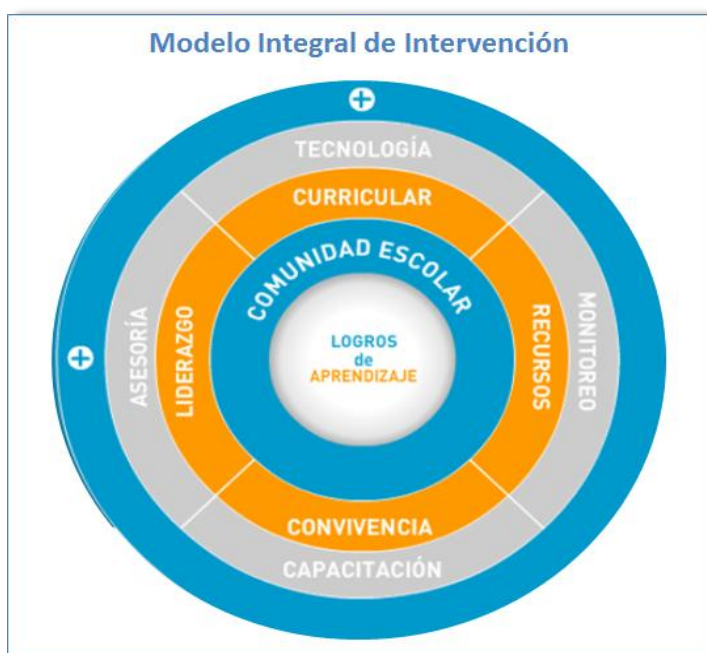 Modelo Integral de Intervención
TECNOLOGÍA
CURRICULAR
COMUNIDAD ESCOLAR
LOGROS
de
APRENDIZAJE
ASESORÍA
LIDERAZGO
RECURSOS
MONITOREO
CONVIVENCIA
CAPACITACIÓN